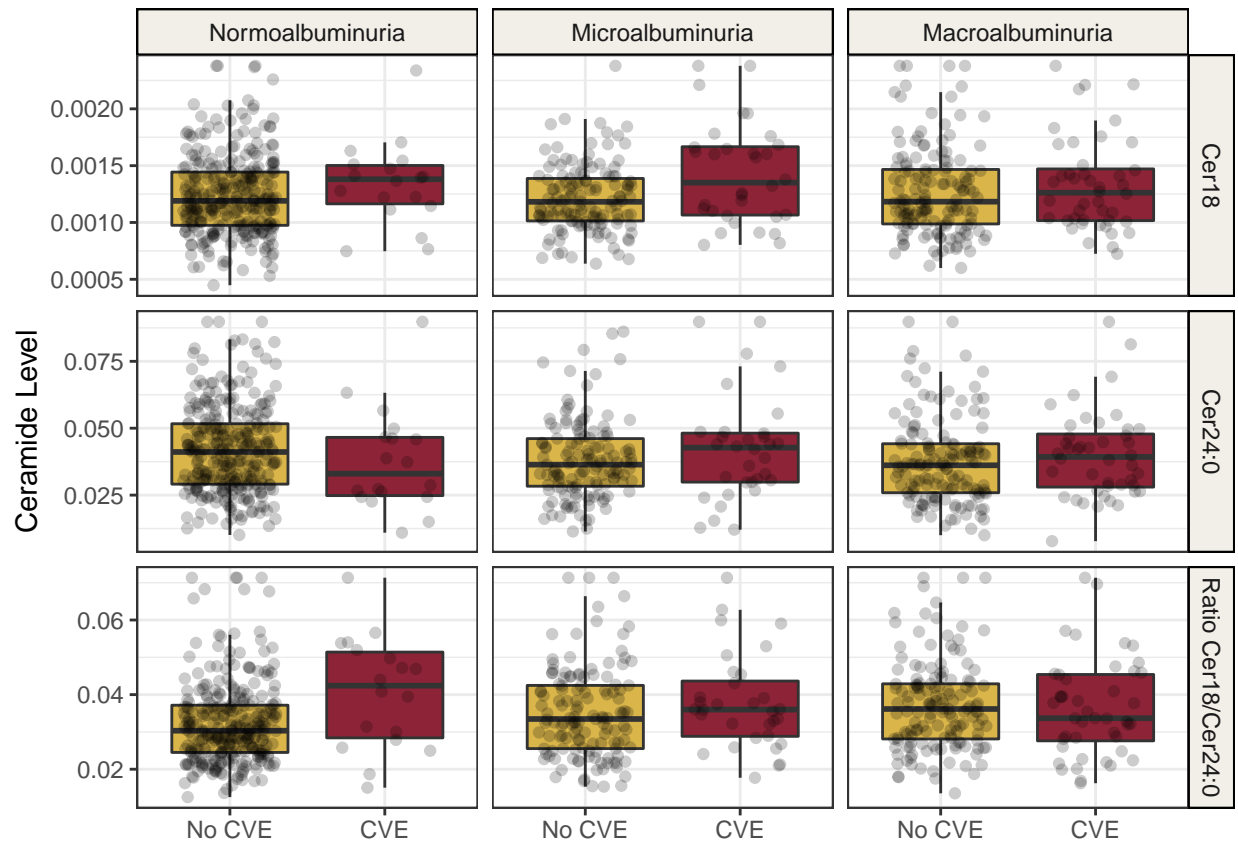 Normoalbuminuria
Microalbuminuria
Macroalbuminuria
Ceramide Level
0.0020
0.0015
0.0010
0.0005
Cer18
0.075
0.050
0.025
Cer24:0
0.06
0.04
0.02
Ratio Cer18/Cer24:0
No CVE
CVE
No CVE
CVE
No CVE
CVE